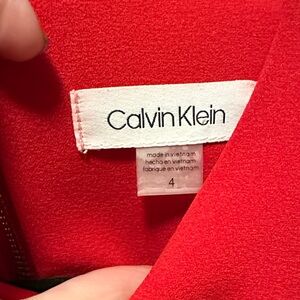 Calvin Klein
made in vietnam
hecho en vietnam
fabriqué en vietnam
4